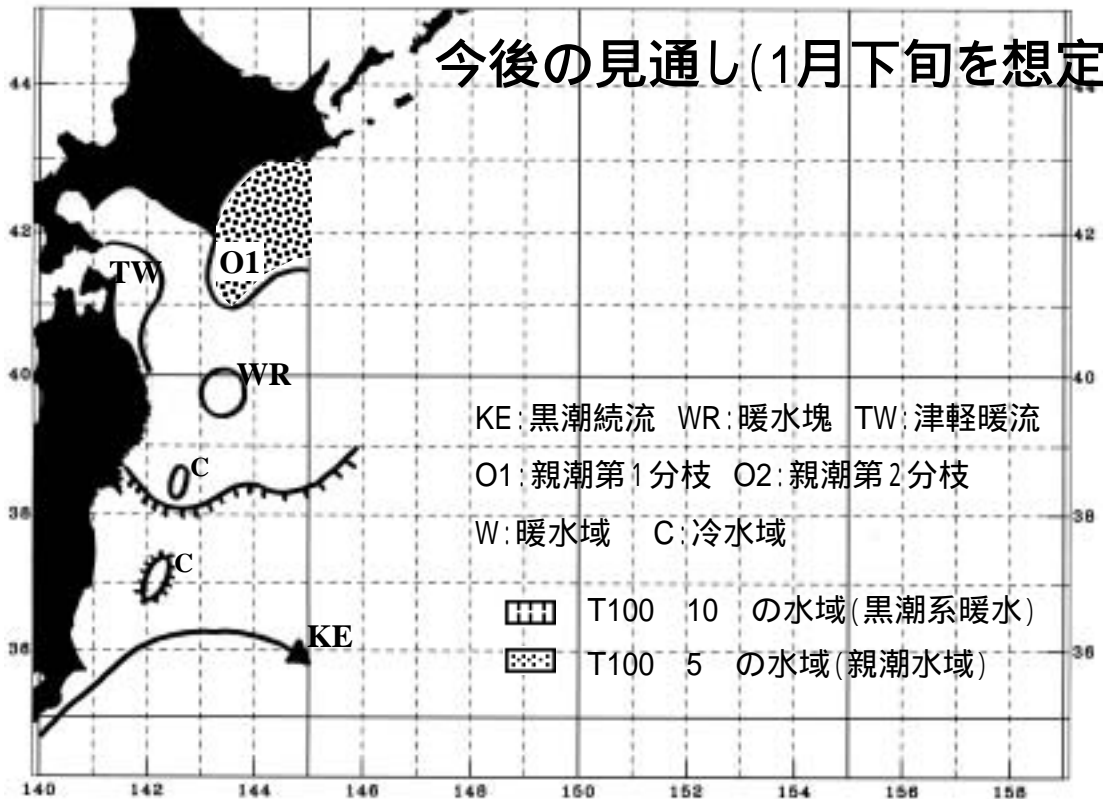 今後の見通し(1月下旬を想定
44
42
TW
O1
42
40
WR
40
KE:黒潮続流 WR:暖水塊 TW:津軽暖流
C
O1:親潮第1分枝 O2:親潮第2分枝
38
38
W:暖水域 C:冷水域
C
T100 10 の水域(黒潮系暖水)
KE
36
36
T100 5 の水域(親潮水域)
140 142 144 146 148 150 152 154 156 158